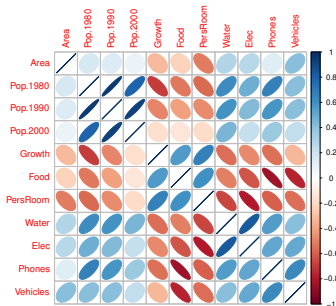 Area
Pop.1980
Pop.1990
Pop.2000
Growth
Food
PersRoom
Water
Elec
Phones
Vehicles
Area
Pop.1980
Pop.1990
Pop.2000
Growth
Food
PersRoom
Water
Elec
Phones
Vehicles
1
0.8
0.6
0.4
0.2
0
-0.2
-0.4
-0.6
-0.8